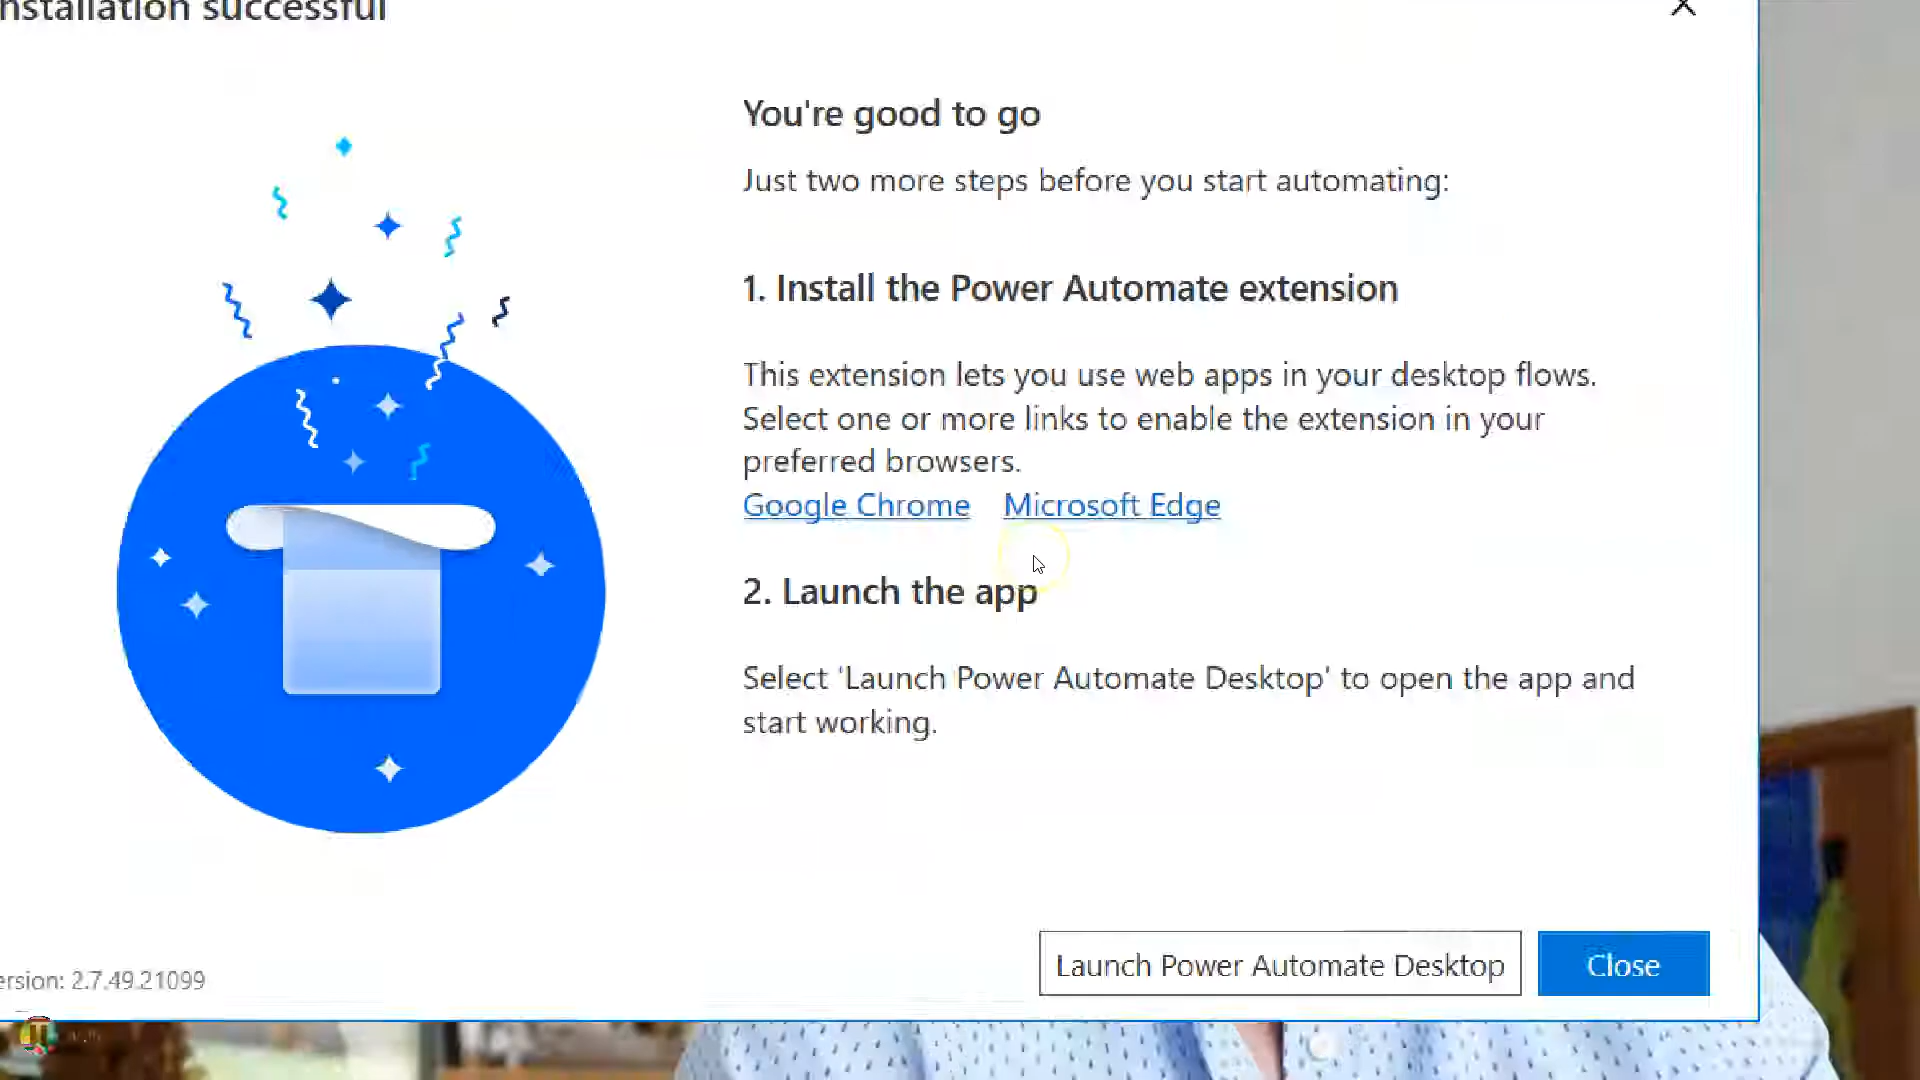 nstallation successful
You're good to go
Just two more steps before you start automating:
1. Install the Power Automate extension
This extension lets you use web apps in your desktop flows.
Select one or more links to enable the extension in your
preferred browsers.
Google Chrome Microsoft Edge
2. Launch the app
Select 'Launch Power Automate Desktop' to open the app and
start working.
ersion: 2.7.49.21099
Launch Power Automate Desktop
Close